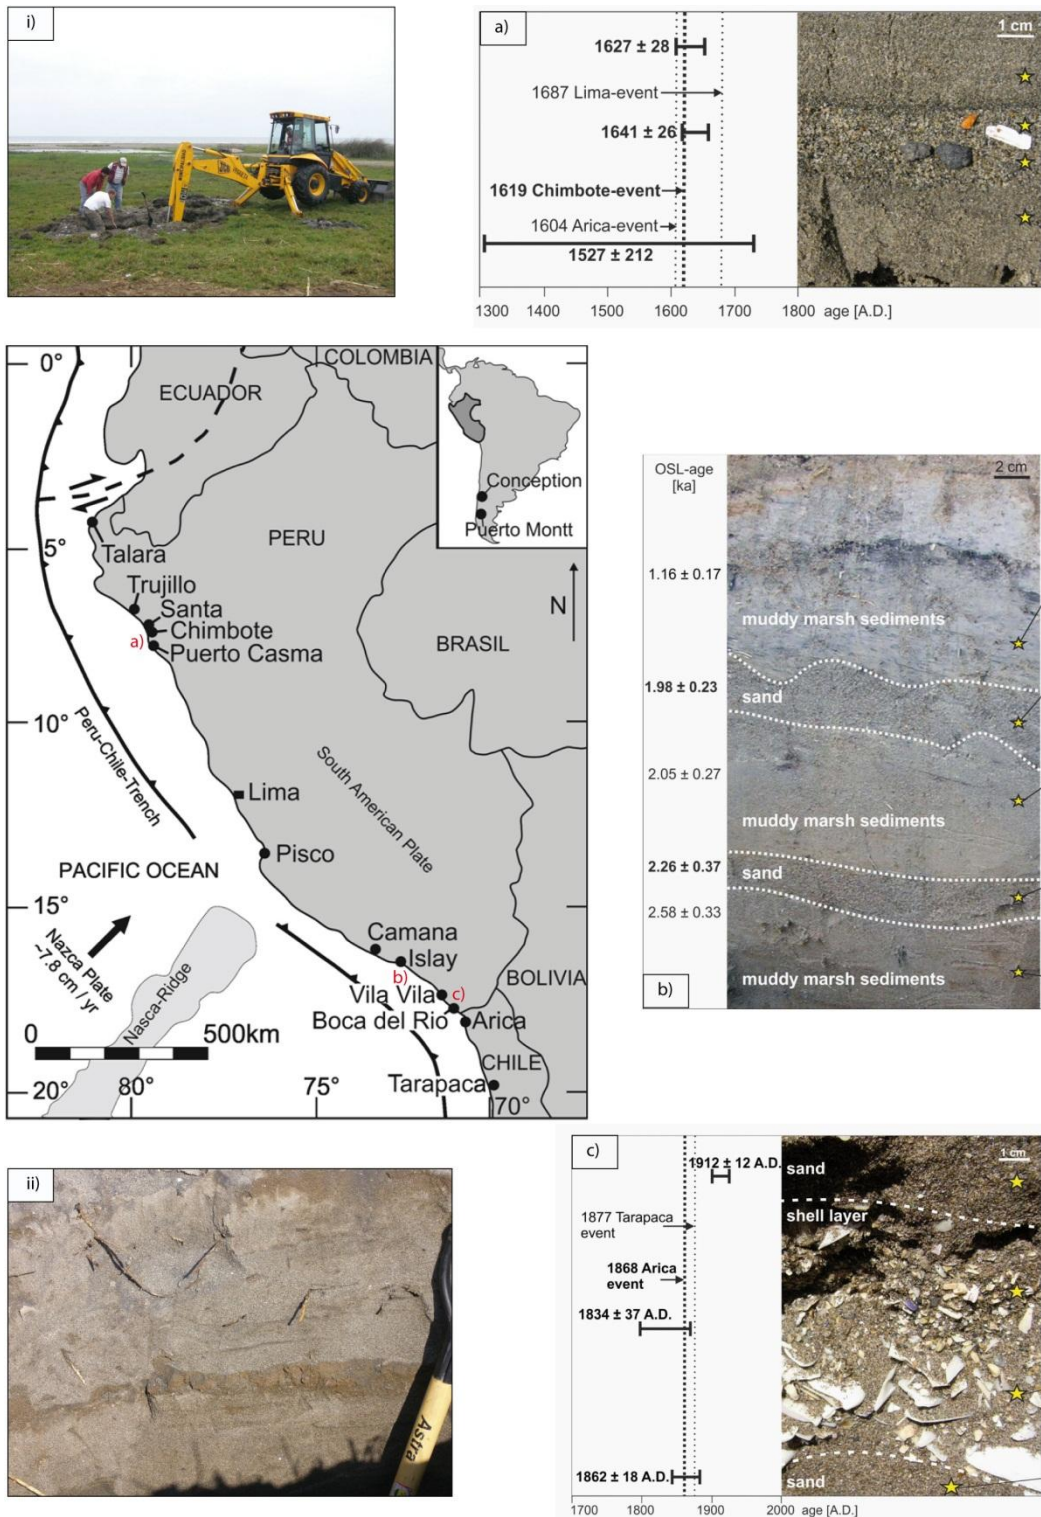 i)
a)
1 cm
1627 ± 28
1687 Lima-event
1641 ± 26
1619 Chimbote-event
1604 Arica-event
1527 ± 212
1300 1400 1500 1600 1700 1800 age [A.D.]
0°
5°
10°
15°
20°
80°
75°
70°
COLOMBIA
ECUADOR
PERU
BRASIL
BOLIVIA
CHILE
Conception
Puerto Montt
N
Talara
Trujillo
Santa
Chimbote
a)
Puerto Casma
Peru-Chile-Trench
South American Plate
Lima
Pisco
PACIFIC OCEAN
Nazca Plate
~7.8 cm / yr
Nasca-Ridge
Camana
Islay
b)
Vila Vila
c)
Boca del Rio
Arica
0 500km
Tarapaca
OSL-age
[ka]
2 cm
1.16 ± 0.17
muddy marsh sediments
1.98 ± 0.23
sand
2.05 ± 0.27
muddy marsh sediments
2.26 ± 0.37
sand
2.58 ± 0.33
muddy marsh sediments
b)
ii)
Astra
c)
1 cm
1912 ± 12 A.D.
sand
shell layer
1877 Tarapaca
event
1868 Arica
event
1834 ± 37 A.D.
1862 ± 18 A.D.
sand
1700 1800 1900 2000 age [A.D.]